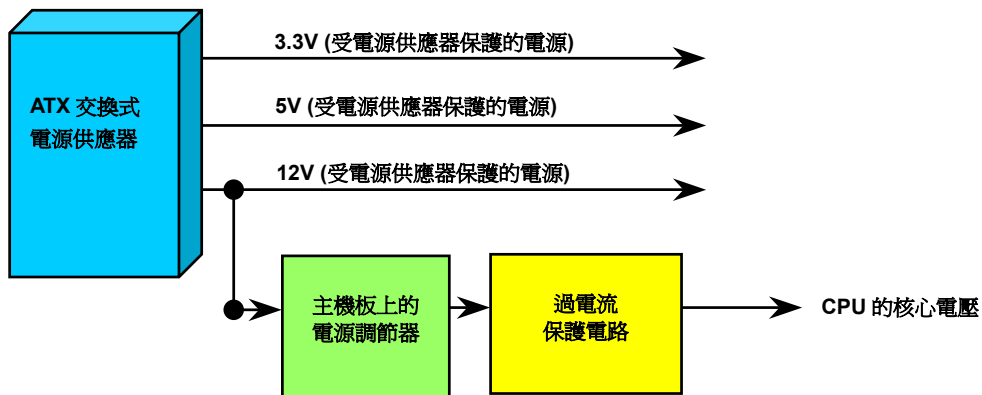 3.3V (受電源供應器保護的電源)
ATX 交換式
電源供應器
5V (受電源供應器保護的電源)
12V (受電源供應器保護的電源)
主機板上的
電源調節器
過電流
保護電路
CPU 的核心電壓